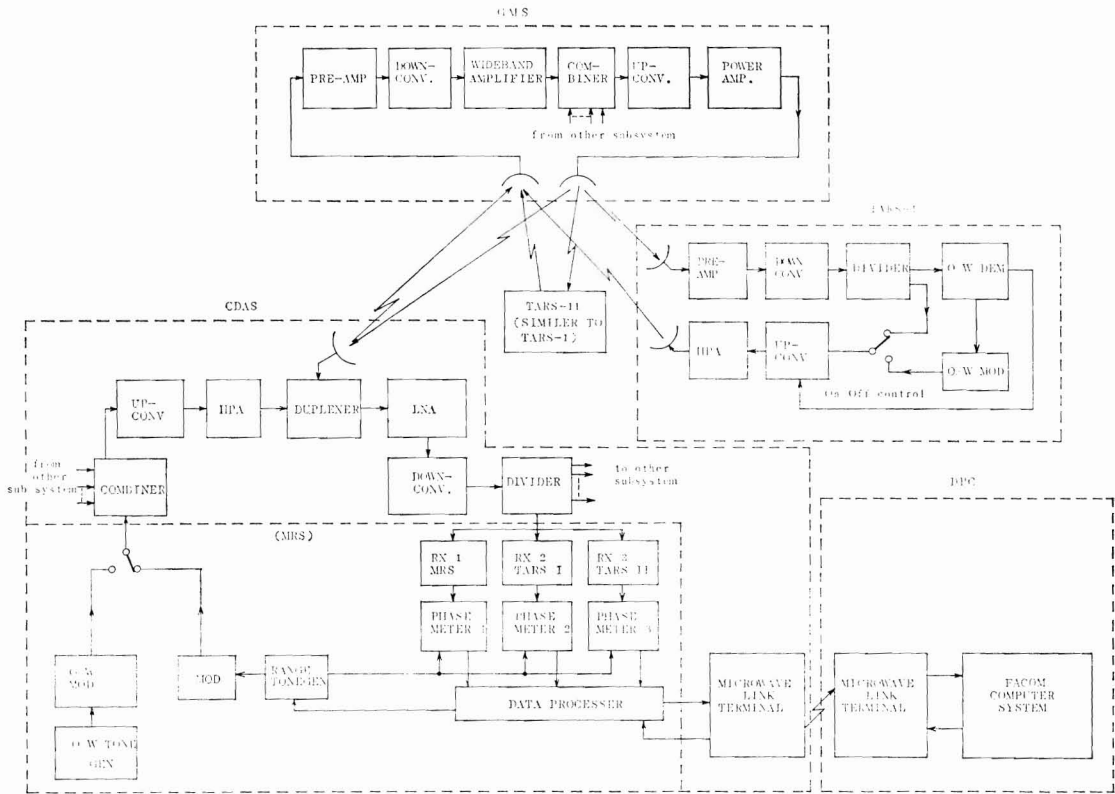 GMS
PRE-AMP
DOWN-
CONV.
WIDEBAND
AMPLIFIER
COM-
BINER
UP-
CONV.
POWER
AMP.
from other subsystem
TARS-I
PRE-
AMP
DOWN
CONV
DIVIDER
O/W DEM
HPA
UP-
CONV
O/W MOD
On Off control
TARS-II
(SIMILER TO
TARS-I)
CDAS
UP-
CONV
HPA
DUPLEXER
LNA
from
other
sub system
COMBINER
DOWN-
CONV.
DIVIDER
to other
subsystem
(MRS)
RX 1
MRS
RX 2
TARS I
RX 3
TARS II
PHASE
METER 1
PHASE
METER 2
PHASE
METER 3
O/W
MOD
MOD
RANGE
TONEGEN
DATA PROCESSER
O/W TONE
GEN
MICROWAVE
LINK
TERMINAL
DPC
MICROWAVE
LINK
TERMINAL
FACOM
COMPUTER
SYSTEM